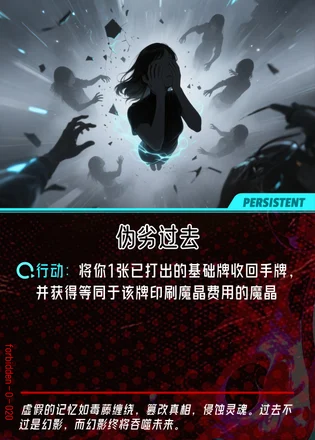 PERSISTENT
伪劣过去
行动：将你1张已打出的基础牌收回手牌，
并获得等同于该牌印刷魔晶费用的魔晶
forbidden-0-020
虚假的记忆如毒藤缠绕，篡改真相，侵蚀灵魂。过去不
过是幻影，而幻影终将吞噬未来。